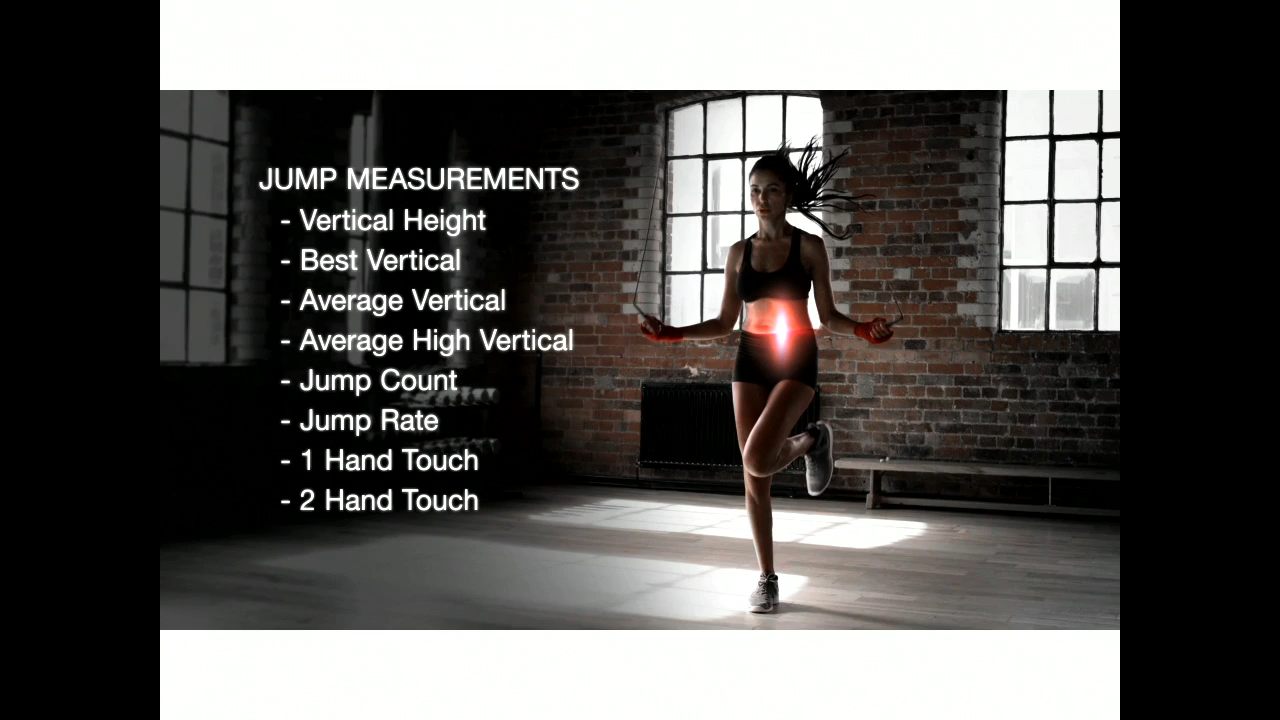 JUMP MEASUREMENTS
- Vertical Height
- Best Vertical
- Average Vertical
- Average High Vertical
- Jump Count
- Jump Rate
- 1 Hand Touch
- 2 Hand Touch